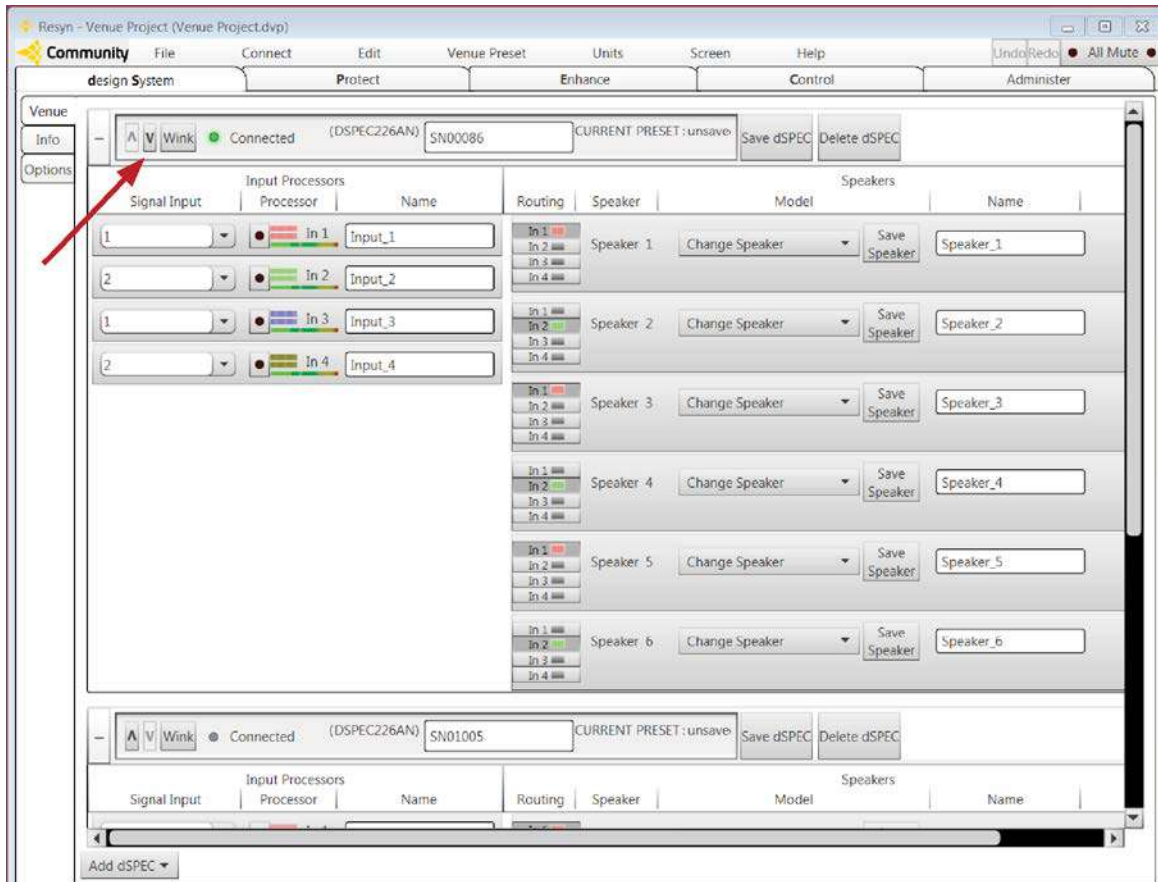 Resyn - Venue Project (Venue Project.dvp)
Community File Connect Edit Venue Preset Units Screen Help Undo Redo All Mute
design System Protect Enhance Control Administer
Venue
Info
Options
– Λ V Wink Connected (DSPEC226AN) SN00086 CURRENT PRESET : unsave Save dSPEC Delete dSPEC
Input Processors Speakers
Signal Input Processor Name Routing Speaker Model Name
1 In 1 Input_1
2 In 2 Input_2
1 In 3 Input_3
2 In 4 Input_4
In 1
In 2 Speaker 1 Change Speaker Save Speaker Speaker_1
In 3
In 4
In 1
In 2 Speaker 2 Change Speaker Save Speaker Speaker_2
In 3
In 4
In 1
In 2 Speaker 3 Change Speaker Save Speaker Speaker_3
In 3
In 4
In 1
In 2 Speaker 4 Change Speaker Save Speaker Speaker_4
In 3
In 4
In 1
In 2 Speaker 5 Change Speaker Save Speaker Speaker_5
In 3
In 4
In 1
In 2 Speaker 6 Change Speaker Save Speaker Speaker_6
In 3
In 4
– Λ V Wink Connected (DSPEC226AN) SN01005 CURRENT PRESET : unsave Save dSPEC Delete dSPEC
Input Processors Speakers
Signal Input Processor Name Routing Speaker Model Name
Add dSPEC